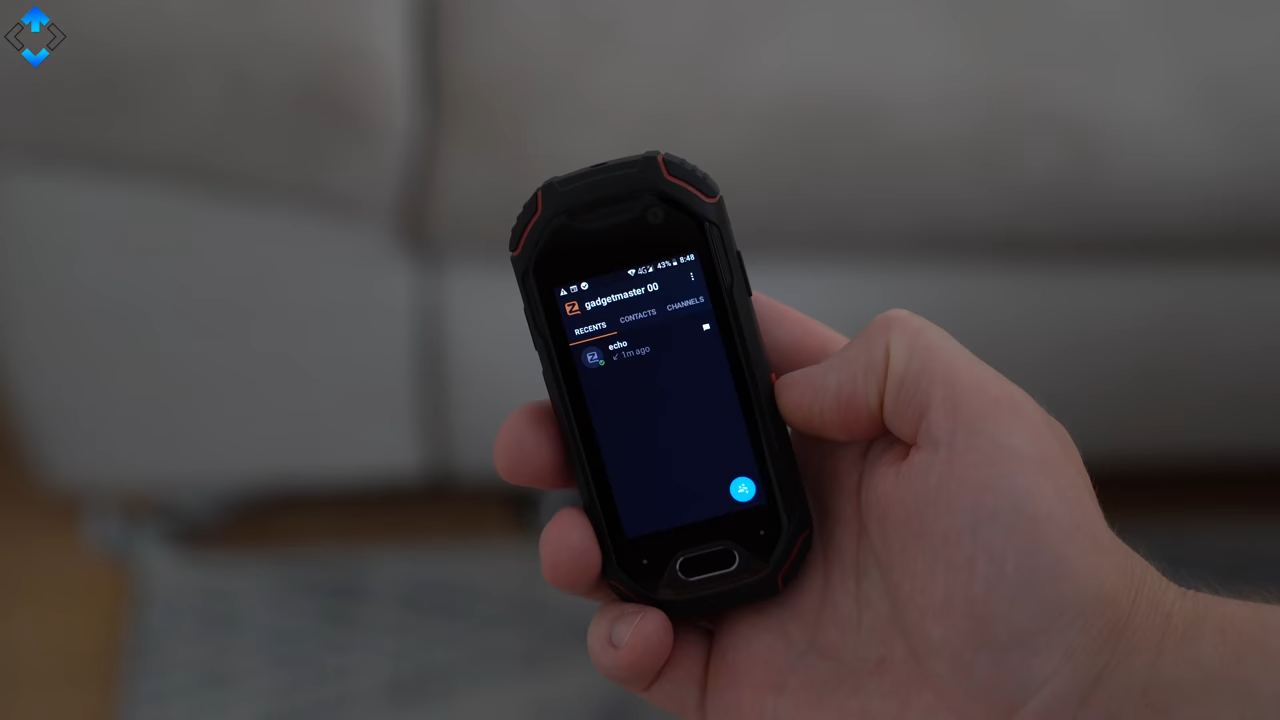 4G 43% 8:48
gadgetmaster 00
RECENTS CONTACTS CHANNELS
echo
1m ago